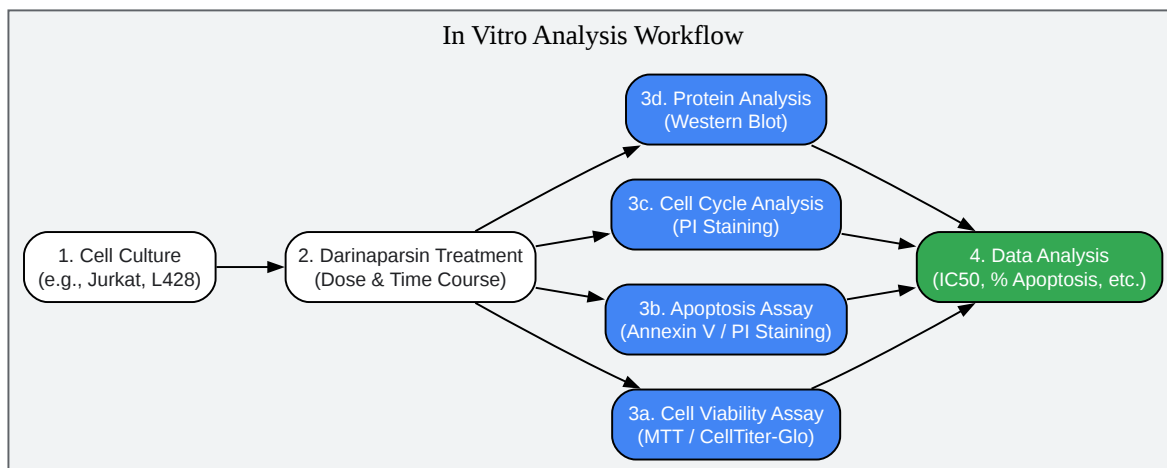 In Vitro Analysis Workflow
3d. Protein Analysis
(Western Blot)
3c. Cell Cycle Analysis
(PI Staining)
1. Cell Culture
(e.g., Jurkat, L428)
2. Darinaparsin Treatment
(Dose & Time Course)
4. Data Analysis
(IC50, % Apoptosis, etc.)
3b. Apoptosis Assay
(Annexin V / PI Staining)
3a. Cell Viability Assay
(MTT / CellTiter-Glo)